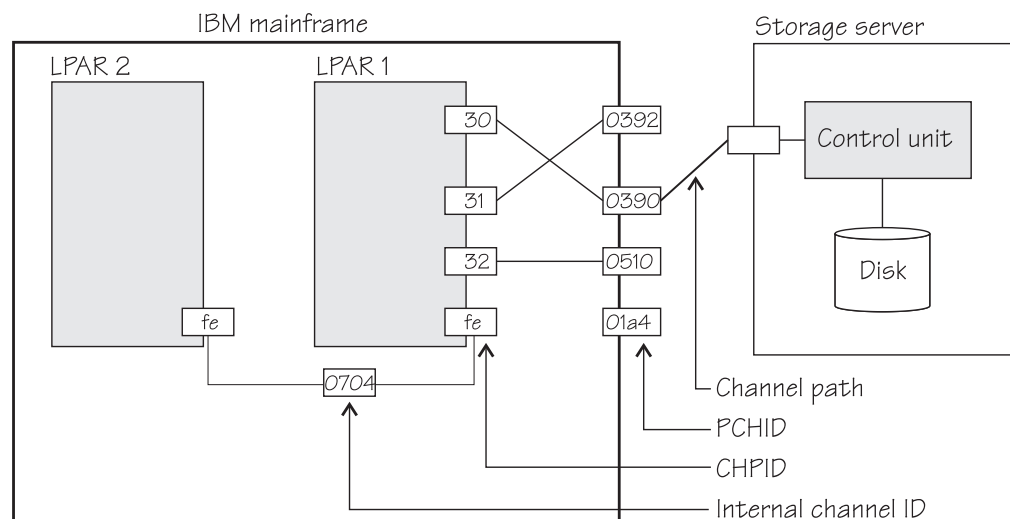 IBM mainframe
Storage server
LPAR 2
LPAR 1
30
0392
Control unit
31
0390
32
0510
Disk
fe
fe
01a4
0704
Channel path
PCHID
CHPID
Internal channel ID